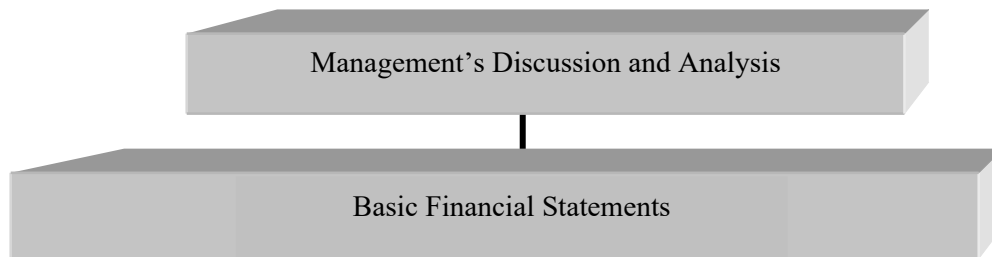 Management’s Discussion and Analysis
Basic Financial Statements